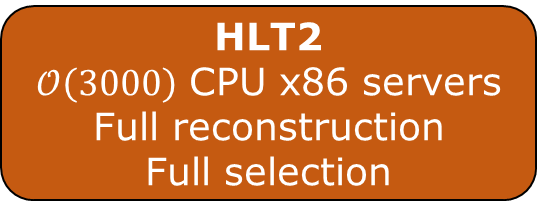 HLT2
𝒪(3000) CPU x86 servers
Full reconstruction
Full selection